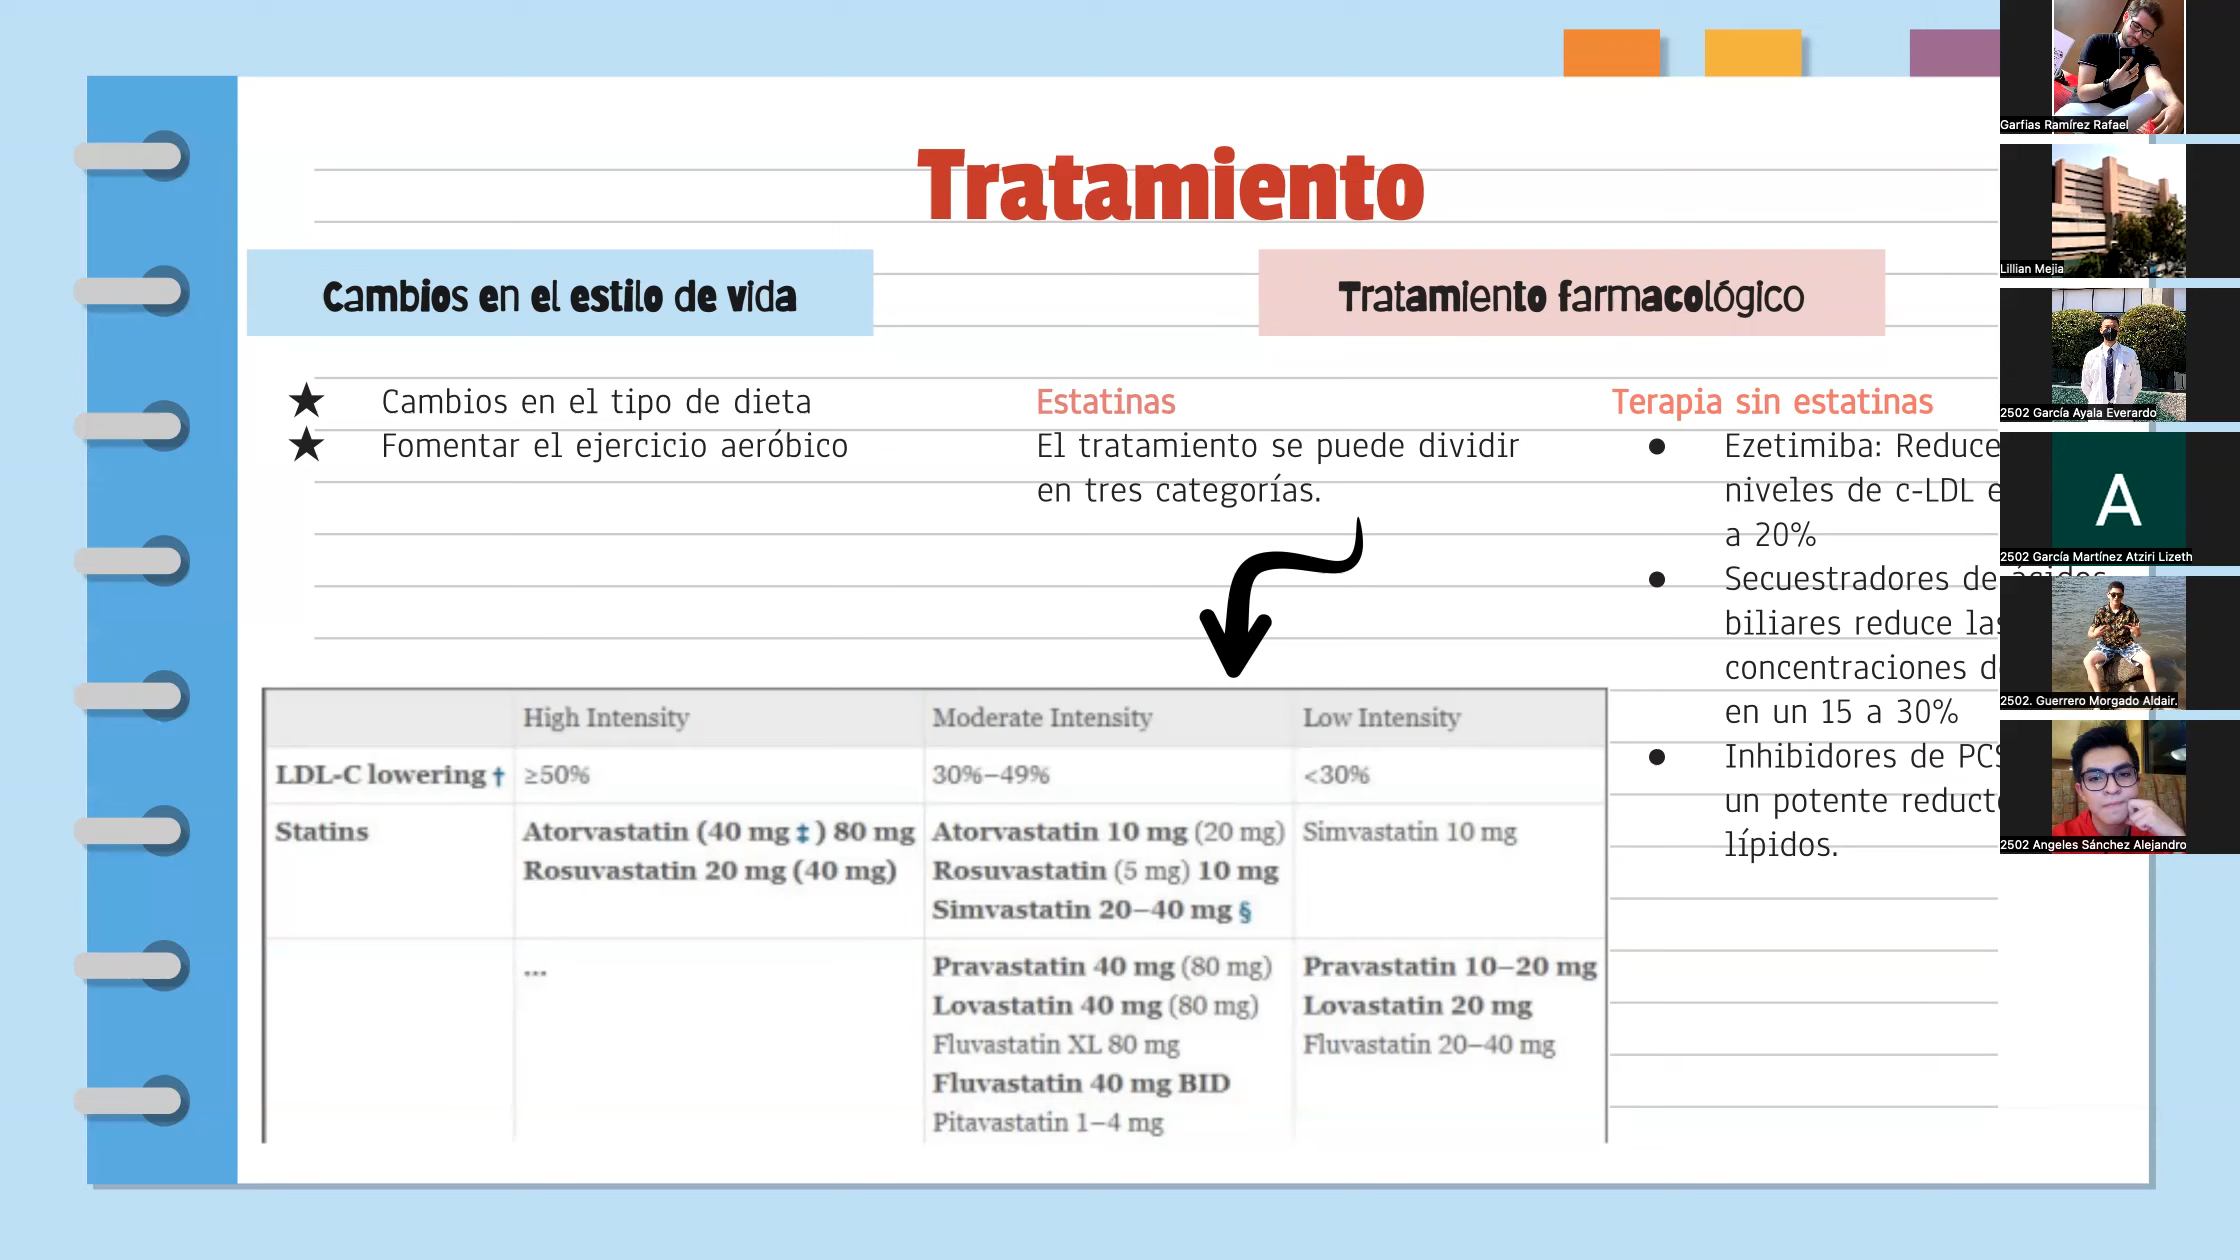 Tratamiento
Cambios en el estilo de vida
Tratamiento farmacológico
★ Cambios en el tipo de dieta
★ Fomentar el ejercicio aeróbico
Estatinas
El tratamiento se puede dividir
en tres categorías.
Terapia sin estatinas
● Ezetimiba: Reduce
niveles de c-LDL
a 20%
● Secuestradores de ácidos
biliares reduce
concentraciones
en un 15 a 30%
● Inhibidores de
un potente
lípidos.
High Intensity Moderate Intensity Low Intensity
LDL-C lowering † ≥50% 30%–49% <30%
Statins Atorvastatin (40 mg ‡ ) 80 mg Atorvastatin 10 mg (20 mg) Simvastatin 10 mg
Rosuvastatin 20 mg (40 mg) Rosuvastatin (5 mg) 10 mg
Simvastatin 20–40 mg §
... Pravastatin 40 mg (80 mg) Pravastatin 10–20 mg
Lovastatin 40 mg (80 mg) Lovastatin 20 mg
Fluvastatin XL 80 mg Fluvastatin 20–40 mg
Fluvastatin 40 mg BID
Pitavastatin 1–4 mg
Garfias Ramírez Rafael
Lillian Mejia
2502 García Ayala Everardo
A
2502 García Martínez Atziri Lizeth
2502. Guerrero Morgado Aldair.
2502 Angeles Sánchez Alejandro